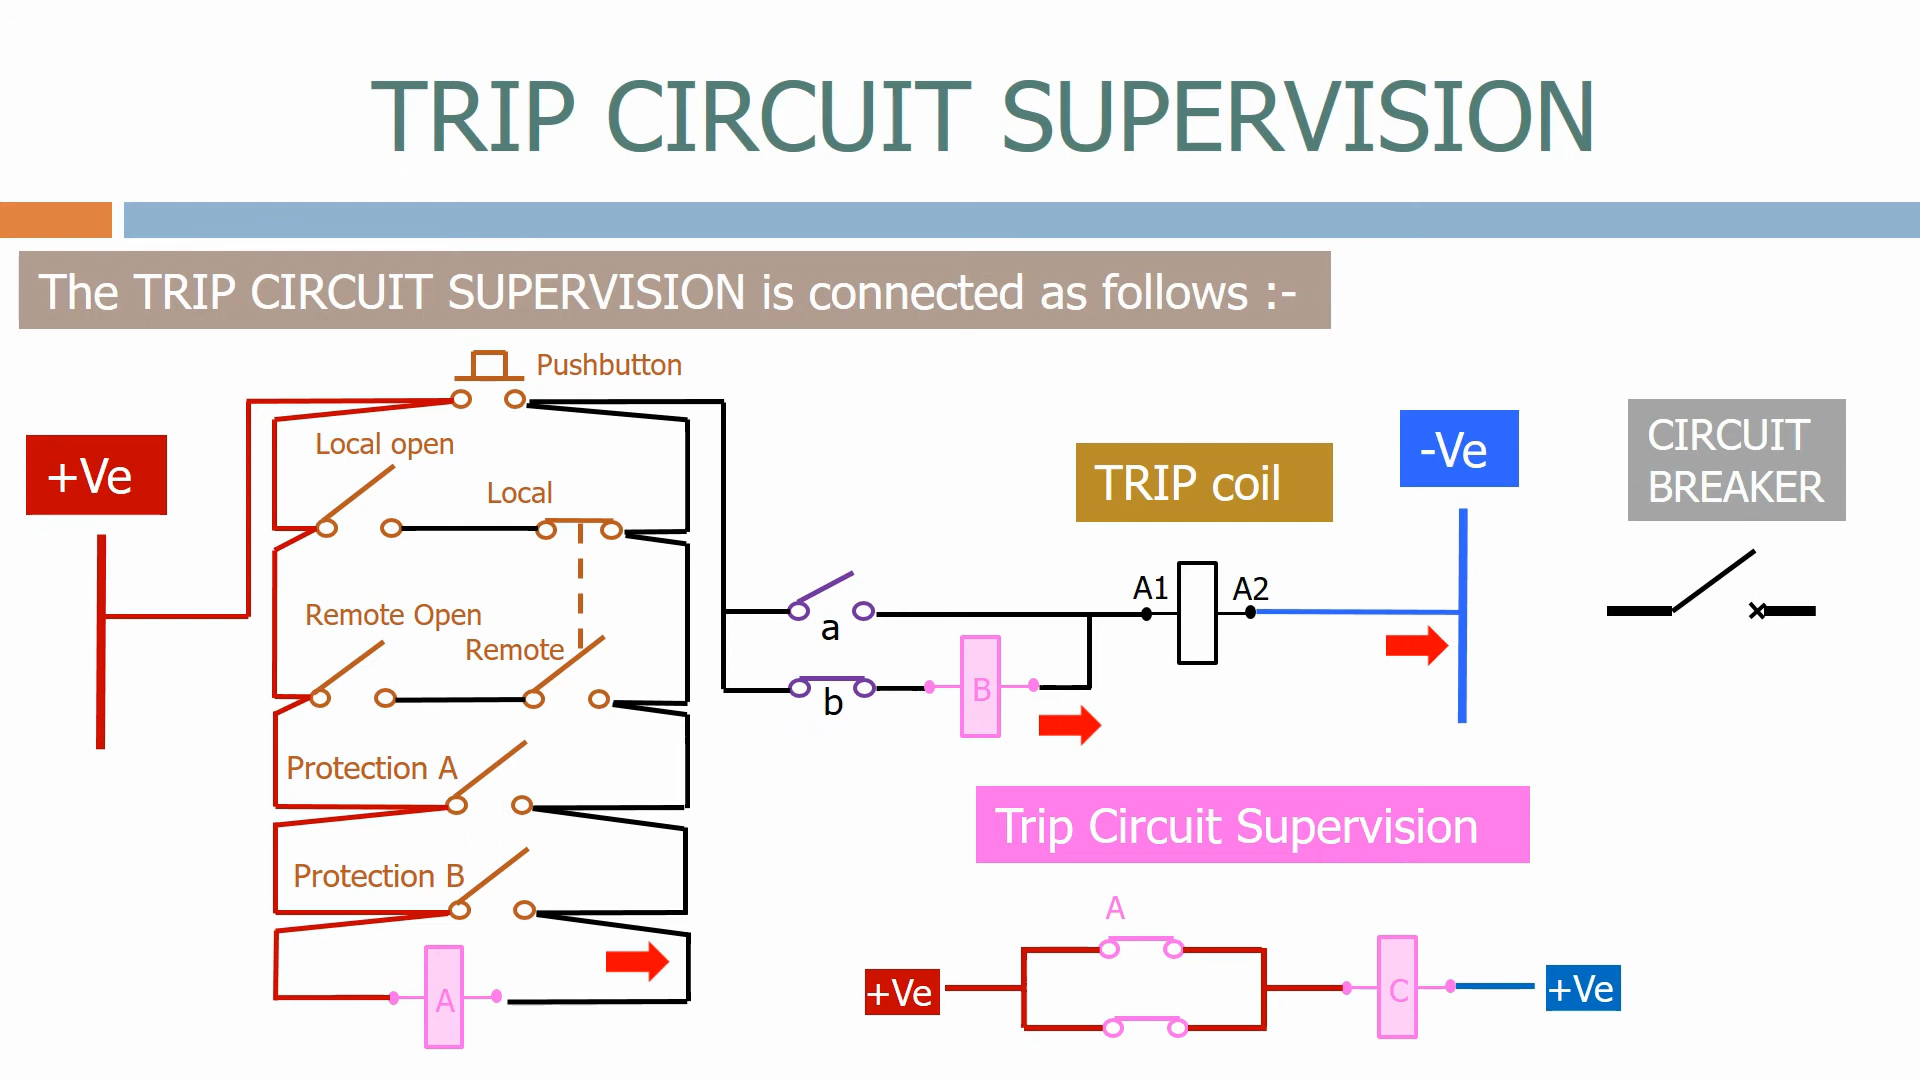 TRIP CIRCUIT SUPERVISION
The TRIP CIRCUIT SUPERVISION is connected as follows :-
Pushbutton
Local open
Local
+Ve
Remote Open
Remote
Protection A
Protection B
A
a
b
B
TRIP coil
A1
A2
-Ve
CIRCUIT
BREAKER
Trip Circuit Supervision
A
+Ve
C
+Ve